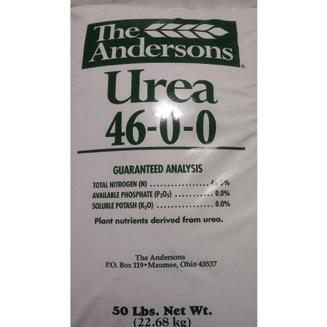 The
Andersons®
Urea
46-0-0
GUARANTEED ANALYSIS
TOTAL NITROGEN (N) .................. 46.0%
AVAILABLE PHOSPHATE (P₂O₅) ........... 0.0%
SOLUBLE POTASH (K₂O) ................ 0.0%
Plant nutrients derived from urea.
The Andersons
P.O. Box 119•Maumee, Ohio 43537
50 Lbs. Net Wt.
(22.68 kg)